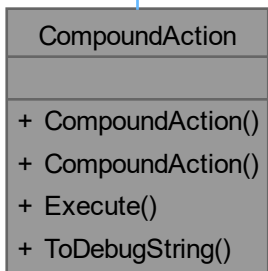 CompoundAction
+ CompoundAction()
+ CompoundAction()
+ Execute()
+ ToDebugString()